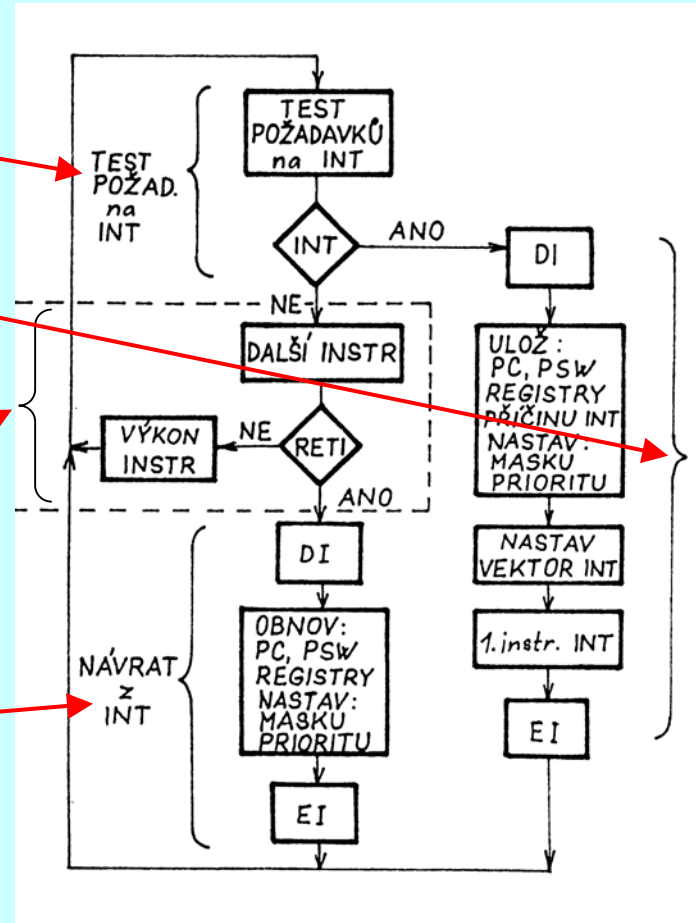 TEST
POŽADAVKŮ
na INT
TEST
POŽAD.
na
INT
INT
ANO
DI
NE
DALŠÍ INSTR
ULOŽ:
PC, PSW
REGISTRY
PŘÍČINU INT
NASTAV:
MASKU
PRIORITU
VÝKON
INSTR
NE
RETI
ANO
NASTAV
VEKTOR INT
DI
1. instr. INT
OBNOV:
PC, PSW
REGISTRY
NASTAV:
MASKU
PRIORITU
NÁVRAT
z
INT
EI
EI